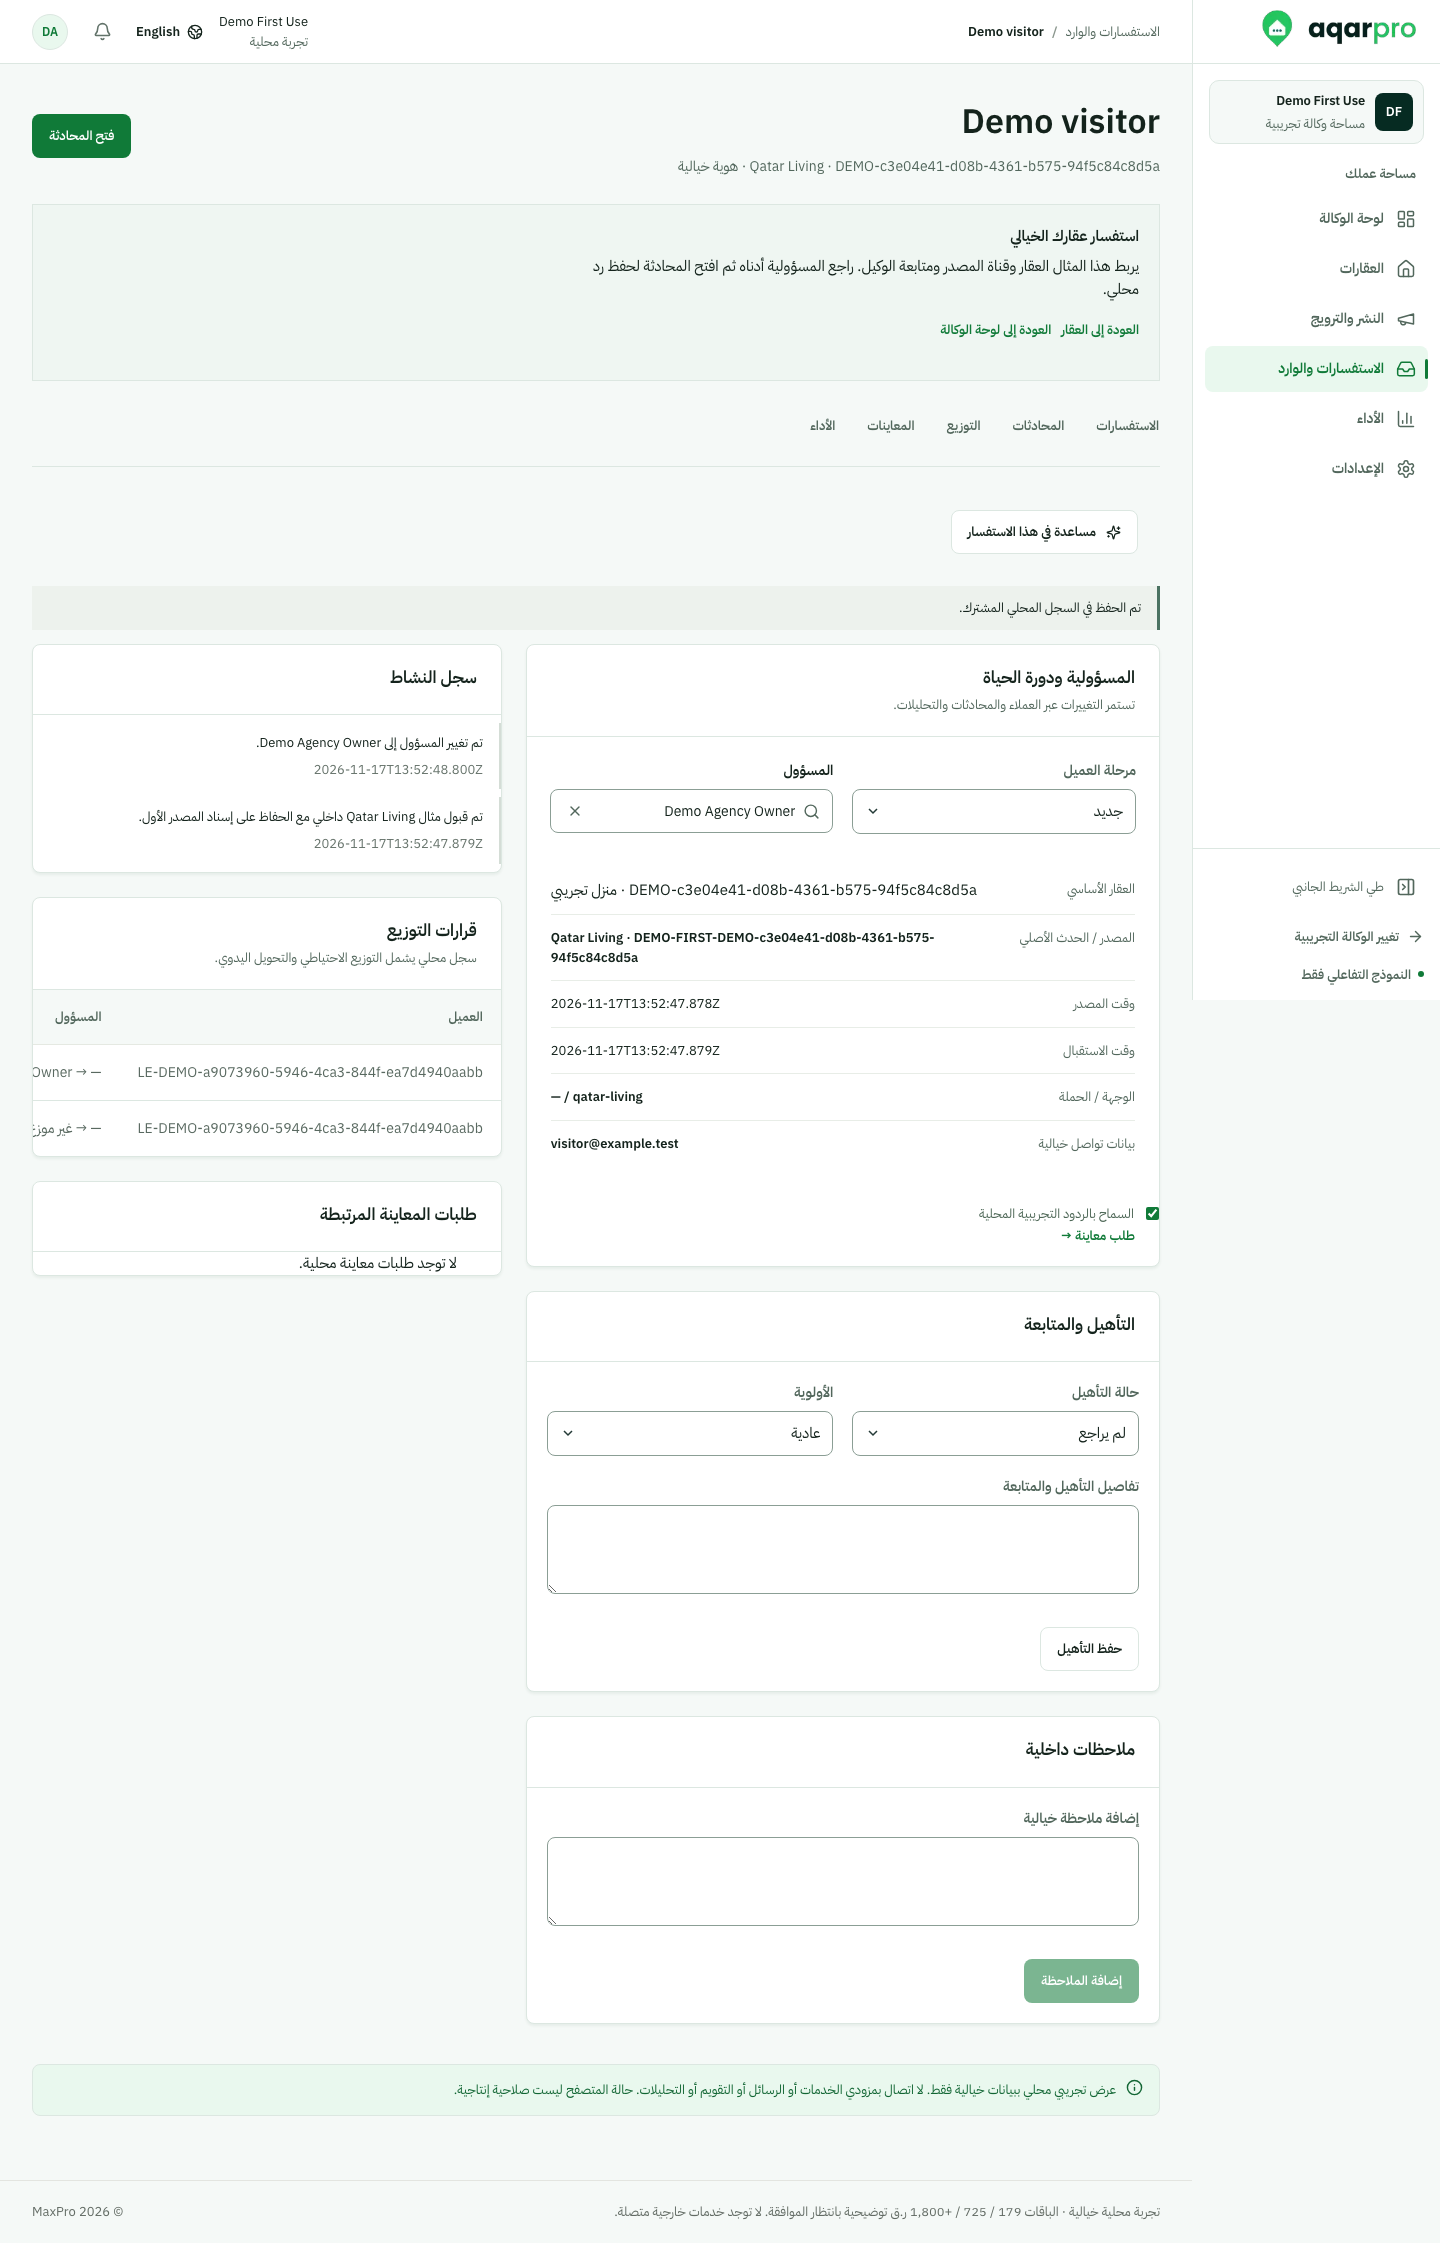 aqarpro
الاستفسارات والوارد / Demo visitor
Demo First Use
تجربة محلية
English
DA
DF
Demo First Use
مساحة وكالة تجريبية
مساحة عملك
لوحة الوكالة
العقارات
النشر والترويج
الاستفسارات والوارد
الأداء
الإعدادات
طي الشريط الجانبي
تغيير الوكالة التجريبية
النموذج التفاعلي فقط
Demo visitor
Qatar Living · DEMO-c3e04e41-d08b-4361-b575-94f5c84c8d5a · هوية خيالية
فتح المحادثة
استفسار عقارك الخيالي
يربط هذا المثال العقار وقناة المصدر ومتابعة الوكيل. راجع المسؤولية أدناه ثم افتح المحادثة لحفظ رد
محلي.
العودة إلى العقار العودة إلى لوحة الوكالة
الاستفسارات المحادثات التوزيع المعاينات الأداء
مساعدة في هذا الاستفسار
تم الحفظ في السجل المحلي المشترك.
المسؤولية ودورة الحياة
تستمر التغييرات عبر العملاء والمحادثات والتحليلات.
مرحلة العميل
جديد
المسؤول
Demo Agency Owner
العقار الأساسي
DEMO-c3e04e41-d08b-4361-b575-94f5c84c8d5a · منزل تجريبي
المصدر / الحدث الأصلي
Qatar Living · DEMO-FIRST-DEMO-c3e04e41-d08b-4361-b575-
94f5c84c8d5a
وقت المصدر
2026-11-17T13:52:47.878Z
وقت الاستقبال
2026-11-17T13:52:47.879Z
الوجهة / الحملة
— / qatar-living
بيانات تواصل خيالية
visitor@example.test
السماح بالردود التجريبية المحلية
طلب معاينة →
التأهيل والمتابعة
حالة التأهيل
لم يراجع
الأولوية
عادية
تفاصيل التأهيل والمتابعة
حفظ التأهيل
ملاحظات داخلية
إضافة ملاحظة خيالية
إضافة الملاحظة
سجل النشاط
تم تغيير المسؤول إلى Demo Agency Owner.
2026-11-17T13:52:48.800Z
تم قبول مثال Qatar Living داخلي مع الحفاظ على إسناد المصدر الأول.
2026-11-17T13:52:47.879Z
قرارات التوزيع
سجل محلي يشمل التوزيع الاحتياطي والتحويل اليدوي.
العميل المسؤول
LE-DEMO-a9073960-5946-4ca3-844f-ea7d4940aabb — → Owner
LE-DEMO-a9073960-5946-4ca3-844f-ea7d4940aabb — → غير موزع
طلبات المعاينة المرتبطة
لا توجد طلبات معاينة محلية.
عرض تجريبي محلي ببيانات خيالية فقط. لا اتصال بمزودي الخدمات أو الرسائل أو التقويم أو التحليلات. حالة المتصفح ليست صلاحية إنتاجية.
تجربة محلية خيالية · الباقات 179 / 725 / +1,800 ر.ق توضيحية بانتظار الموافقة. لا توجد خدمات خارجية متصلة.
© 2026 MaxPro